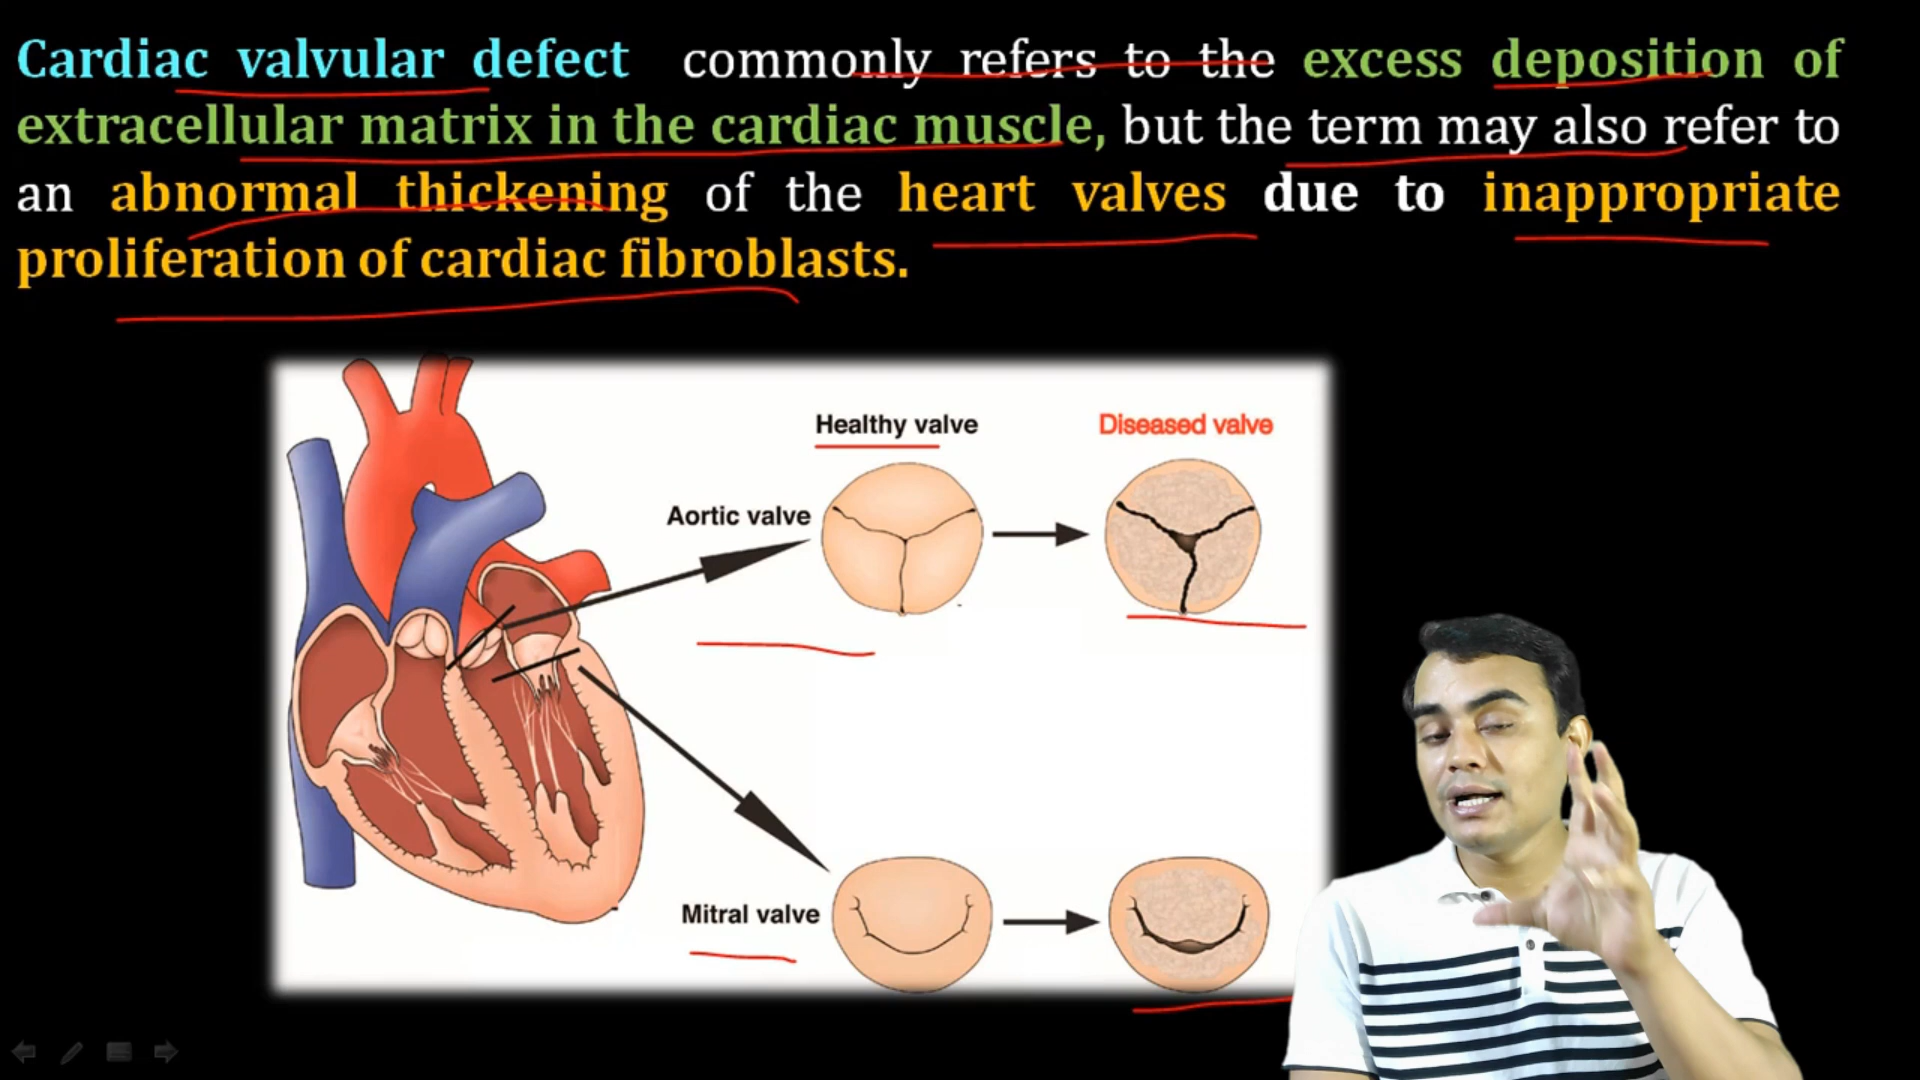 Cardiac valvular defect commonly refers to the excess deposition of
extracellular matrix in the cardiac muscle, but the term may also refer to
an abnormal thickening of the heart valves due to inappropriate
proliferation of cardiac fibroblasts.
Healthy valve Diseased valve
Aortic valve
Mitral valve